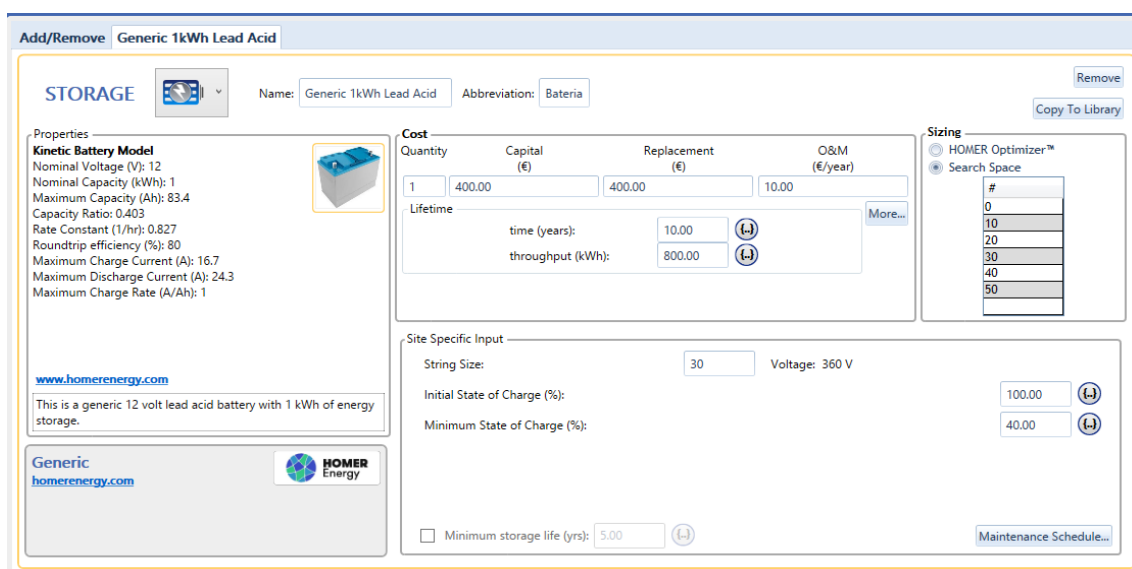 Add/Remove Generic 1kWh Lead Acid
STORAGE
Name: Generic 1kWh Lead Acid Abbreviation: Bateria
Remove
Copy To Library
Properties
Kinetic Battery Model
Nominal Voltage (V): 12
Nominal Capacity (kWh): 1
Maximum Capacity (Ah): 83.4
Capacity Ratio: 0.403
Rate Constant (1/hr): 0.827
Roundtrip efficiency (%): 80
Maximum Charge Current (A): 16.7
Maximum Discharge Current (A): 24.3
Maximum Charge Rate (A/Ah): 1
www.homerenergy.com
This is a generic 12 volt lead acid battery with 1 kWh of energy
storage.
Generic
homerenergy.com
HOMER
Energy
Cost
Quantity Capital Replacement O&M
(€) (€) (€/year)
1 400.00 400.00 10.00
Lifetime
More...
time (years): 10.00 {..}
throughput (kWh): 800.00 {..}
Sizing
HOMER Optimizer™
Search Space
#
0
10
20
30
40
50
Site Specific Input
String Size: 30 Voltage: 360 V
Initial State of Charge (%): 100.00 {..}
Minimum State of Charge (%): 40.00 {..}
Minimum storage life (yrs): 5.00 {..}
Maintenance Schedule...